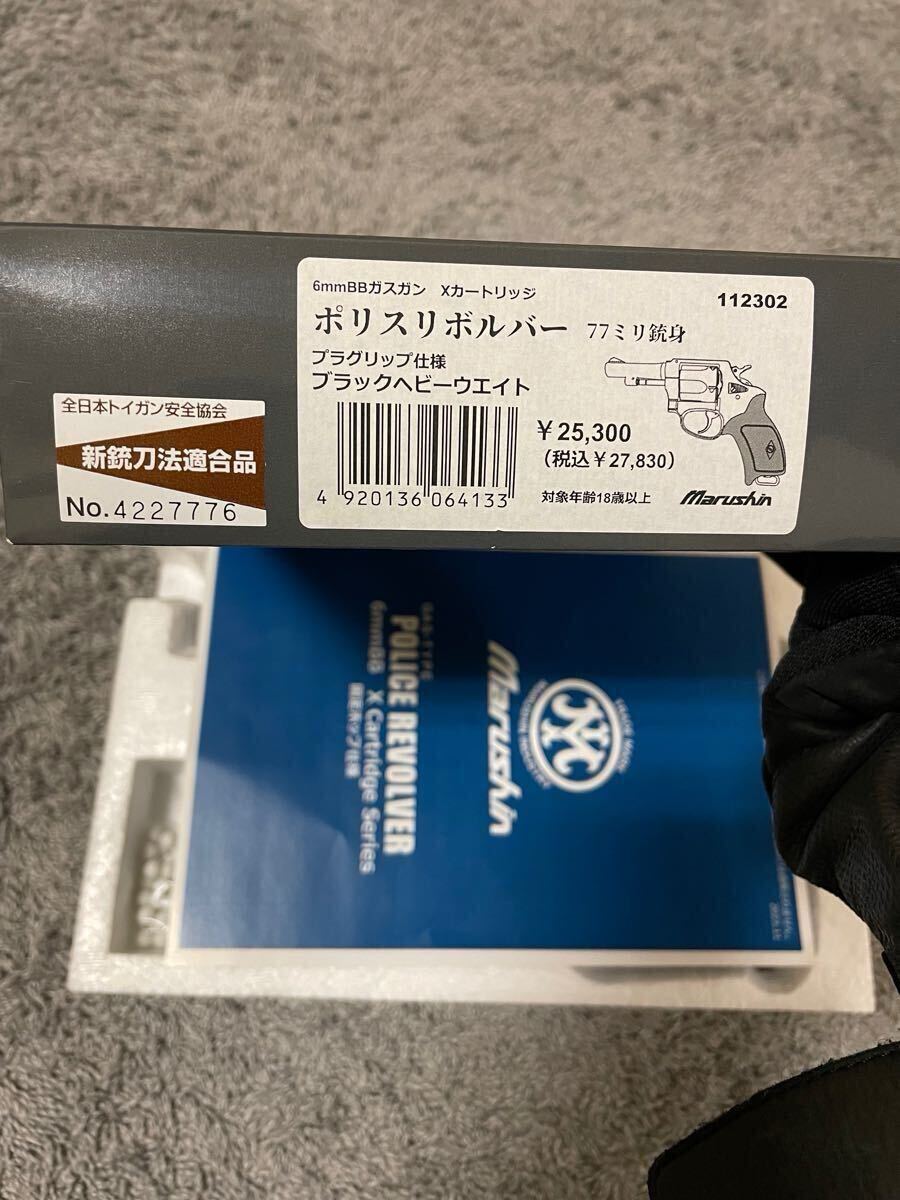 6mmBBガスガン Xカートリッジ
112302
ポリスリボルバー 77ミリ銃身
プラグリップ仕様
ブラックヘビーウエイト
¥25,300
(税込¥27,830)
4 920136 064133
対象年齢18歳以上
Marushin
全日本トイガン安全協会
新銃刀法適合品
No.4227776
Marushin
POLICE REVOLVER
6mmBB X Cartridge Series